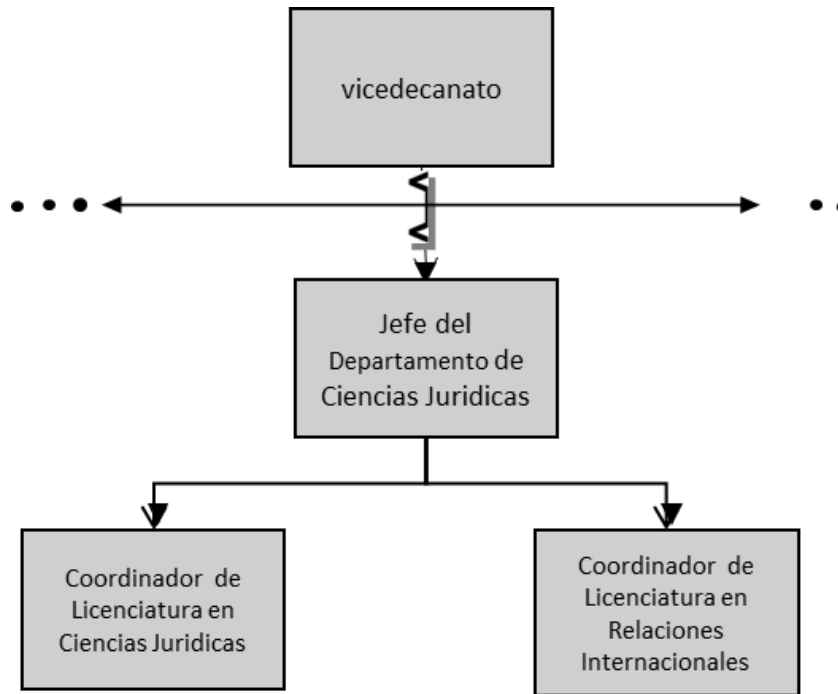 vicedecanato
Jefe del
Departamento de
Ciencias Juridicas
Coordinador de
Licenciatura en
Ciencias Juridicas
Coordinador de
Licenciatura en
Relaciones
Internacionales